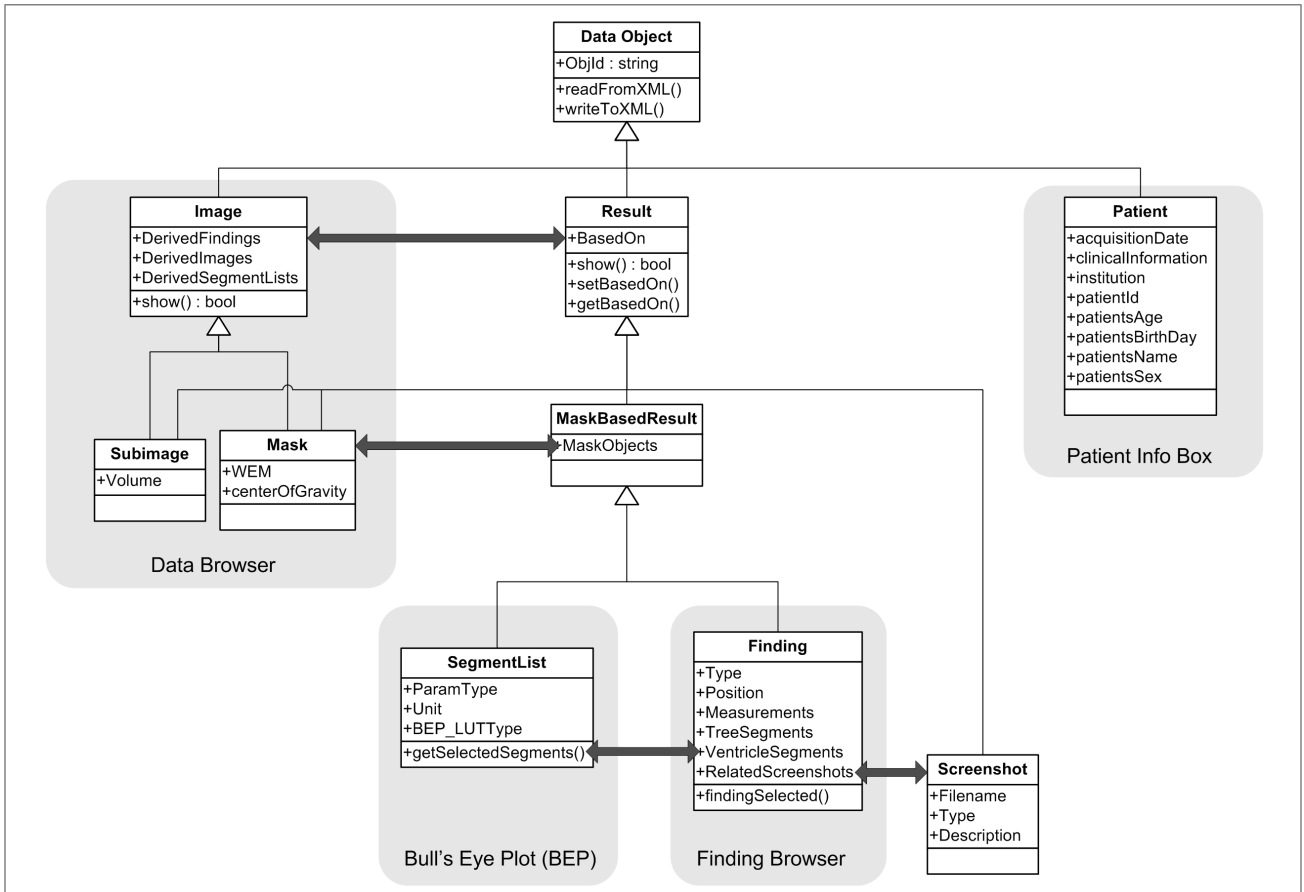 Data Object
+ObjId : string
+readFromXML()
+writeToXML()
Image
+DerivedFindings
+DerivedImages
+DerivedSegmentLists
+show() : bool
Result
+BasedOn
+show() : bool
+setBasedOn()
+getBasedOn()
Patient
+acquisitionDate
+clinicalInformation
+institution
+patientId
+patientsAge
+patientsBirthDay
+patientsName
+patientsSex
Patient Info Box
Subimage
+Volume
Mask
+WEM
+centerOfGravity
Data Browser
MaskBasedResult
+MaskObjects
SegmentList
+ParamType
+Unit
+BEP_LUTType
+getSelectedSegments()
Bull's Eye Plot (BEP)
Finding
+Type
+Position
+Measurements
+TreeSegments
+VentricleSegments
+RelatedScreenshots
+findingSelected()
Finding Browser
Screenshot
+Filename
+Type
+Description